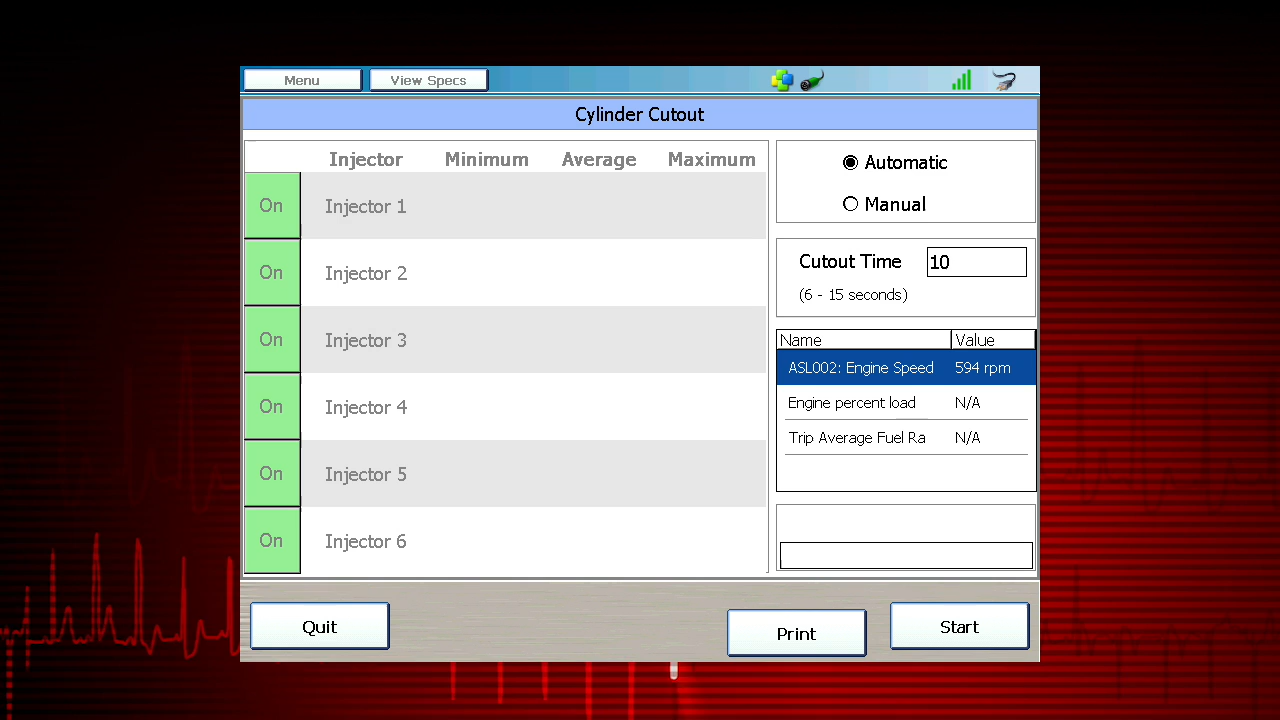 Menu View Specs
Cylinder Cutout
Injector Minimum Average Maximum
On Injector 1
On Injector 2
On Injector 3
On Injector 4
On Injector 5
On Injector 6
Automatic
Manual
Cutout Time 10
(6 - 15 seconds)
Name Value
ASL002: Engine Speed 594 rpm
Engine percent load N/A
Trip Average Fuel Ra N/A
Quit Print Start